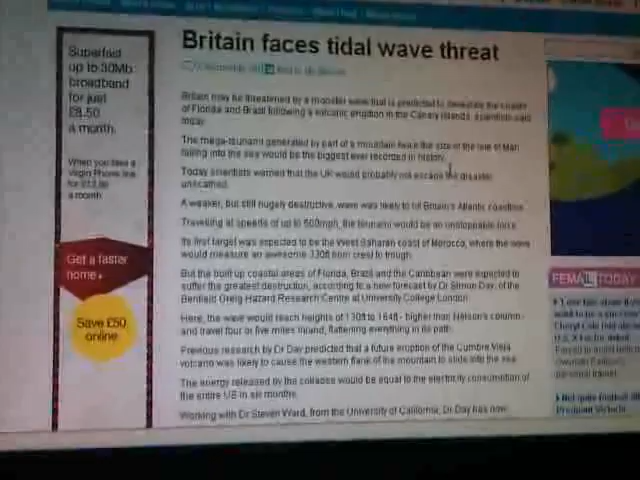 Britain faces tidal wave threat
Superfast
up to 30Mb
broadband
for just
£8.50
a month.
When you take a
Virgin Phone line
for £12.99
a month
Get a faster
home
Save £50
online
Britain may be threatened by a monster wave that is predicted to devastate the coasts
of Florida and Brazil following a volcanic eruption in the Canary Islands, scientists said
today.
The mega-tsunami generated by part of a mountain twice the size of the Isle of Man
falling into the sea would be the biggest ever recorded in history.
Today scientists warned that the UK would probably not escape the disaster
unscathed.
A weaker, but still hugely destructive, wave was likely to hit Britain's Atlantic coastline.
Travelling at speeds of up to 500mph, the tsunami would be an unstoppable force.
Its first target was expected to be the West Saharan coast of Morocco, where the wave
would measure an awesome 330ft from crest to trough.
But the built up coastal areas of Florida, Brazil and the Caribbean were expected to
suffer the greatest destruction, according to a new forecast by Dr Simon Day, of the
Benfield Greig Hazard Research Centre at University College London.
Here, the wave would reach heights of 130ft to 164ft - higher than Nelson's column -
and travel four or five miles inland, flattening everything in its path.
Previous research by Dr Day predicted that a future eruption of the Cumbre Vieja
volcano was likely to cause the western flank of the mountain to slide into the sea.
The energy released by the collapse would be equal to the electricity consumption of
the entire US in six months.
Working with Dr Steven Ward, from the University of California, Dr Day has now
FEMAIL TODAY